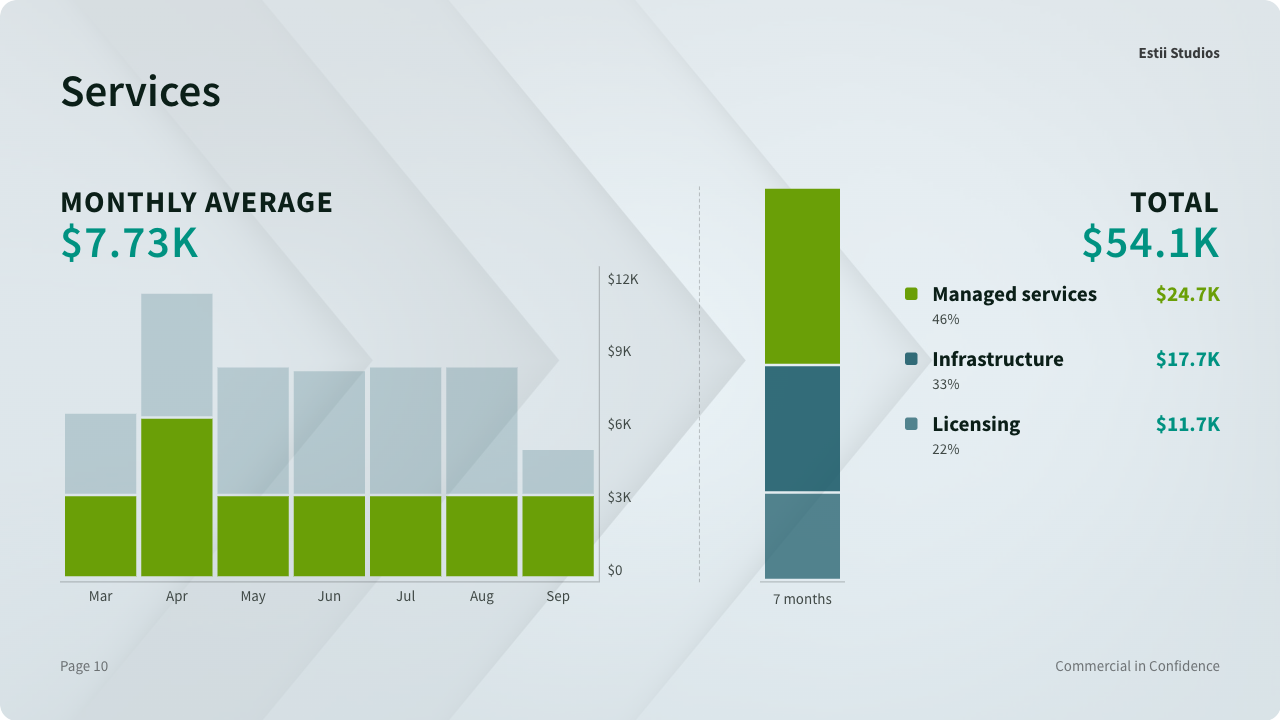 Estii Studios
Services
MONTHLY AVERAGE
$7.73K
$12K
$9K
$6K
$3K
$0
Mar Apr May Jun Jul Aug Sep
7 months
TOTAL
$54.1K
Managed services $24.7K
46%
Infrastructure $17.7K
33%
Licensing $11.7K
22%
Page 10
Commercial in Confidence